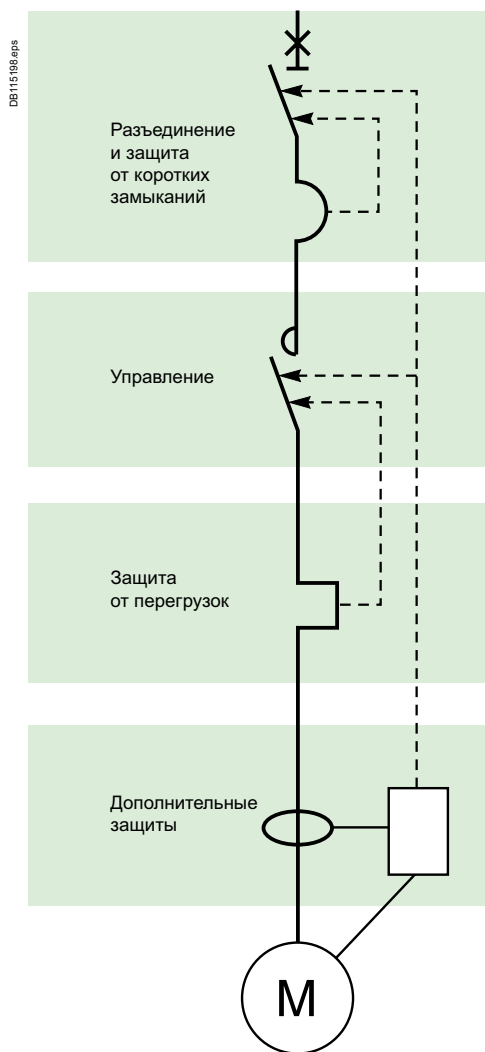 DB115198.eps
Разъединение
и защита
от коротких
замыканий
Управление
Защита
от перегрузок
Дополнительные
защиты
M